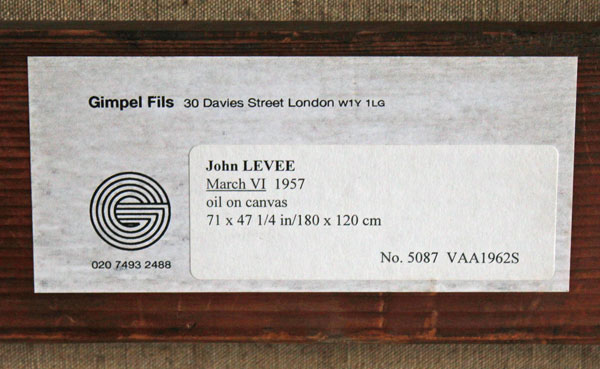 Gimpel Fils 30 Davies Street London W1Y 1LG
John LEVEE
March VI 1957
oil on canvas
71 x 47 1/4 in/180 x 120 cm
No. 5087 VAA1962S
020 7493 2488